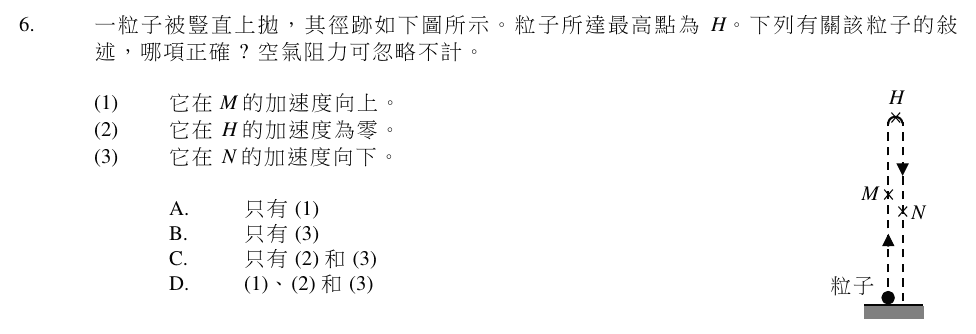 6. 一粒子被豎直上拋，其徑跡如下圖所示。粒子所達最高點為 H。下列有關該粒子的敍
述，哪項正確？空氣阻力可忽略不計。
(1) 它在 M 的加速度向上。
(2) 它在 H 的加速度為零。
(3) 它在 N 的加速度向下。
A. 只有 (1)
B. 只有 (3)
C. 只有 (2) 和 (3)
D. (1)、(2) 和 (3)
H
M
N
粒子